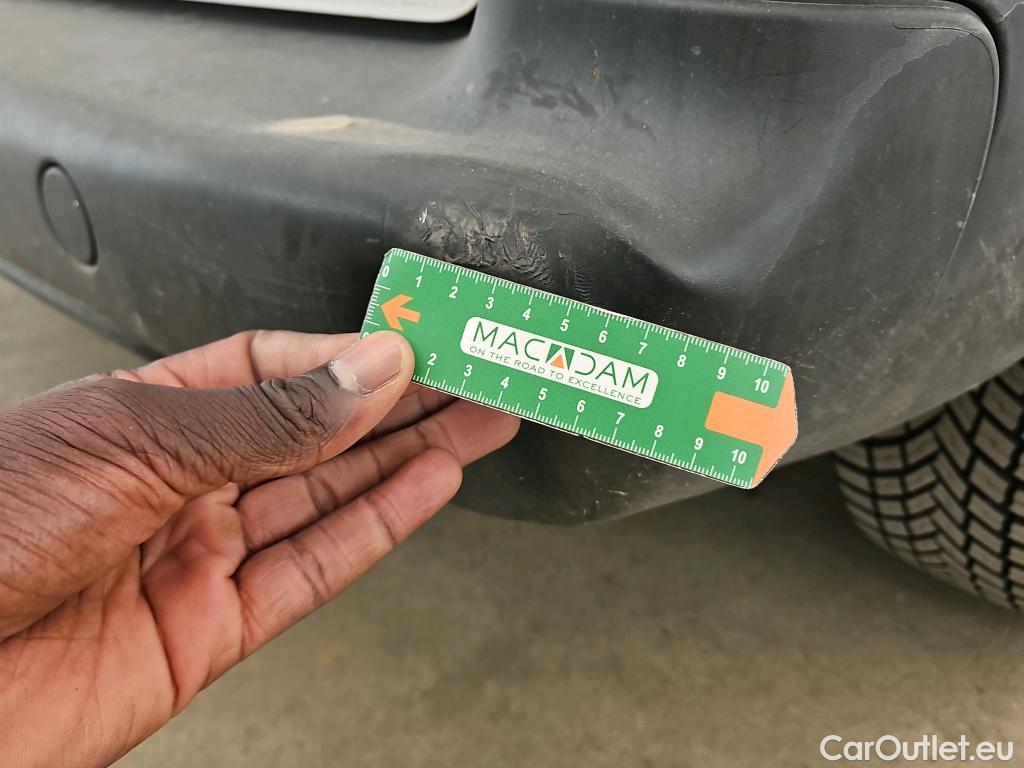 0 1 2 3 4 5 6 7 8 9 10
MACADAM
ON THE ROAD TO EXCELLENCE
0 2 3 4 5 6 7 8 9 10
CarOutlet.eu